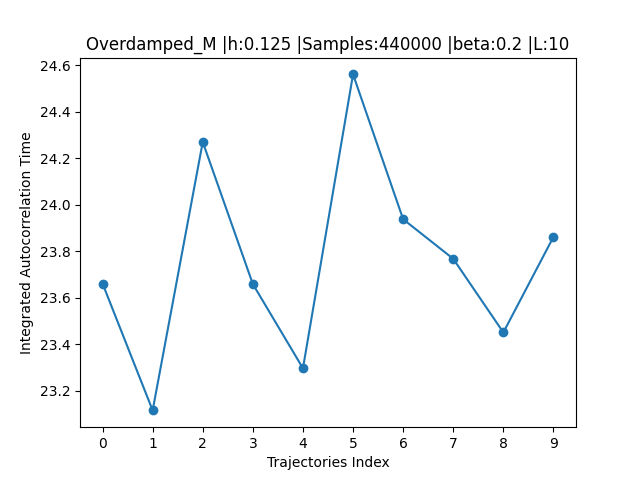 Overdamped_M |h:0.125 |Samples:440000 |beta:0.2 |L:10
24.6
24.4
24.2
24.0
23.8
23.6
23.4
23.2
Integrated Autocorrelation Time
0 1 2 3 4 5 6 7 8 9
Trajectories Index